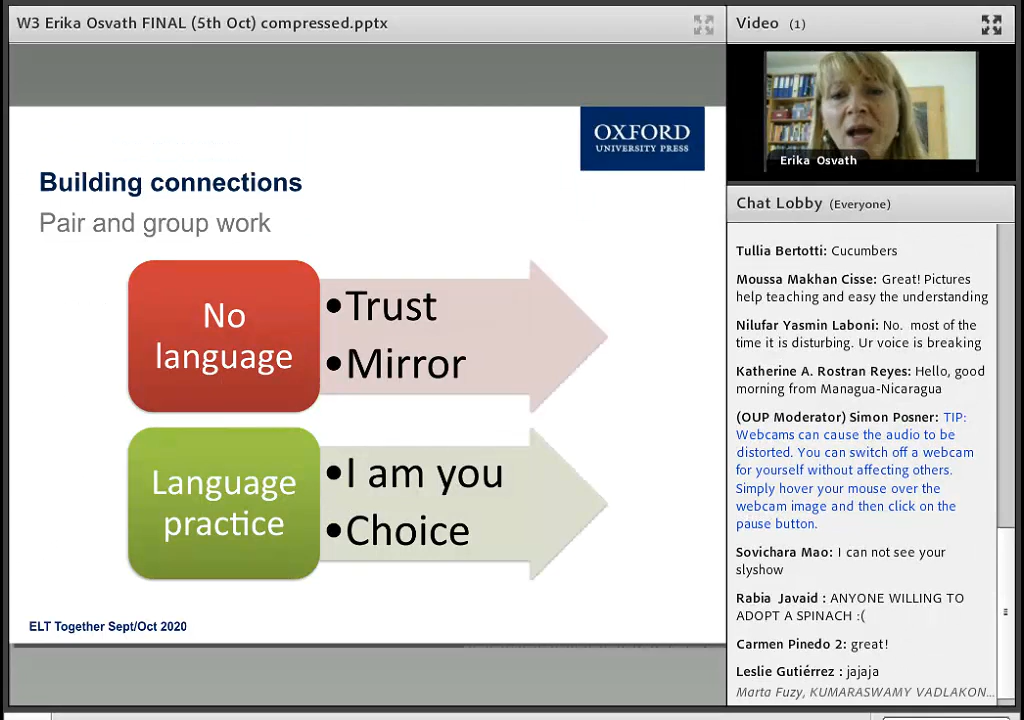 W3 Erika Osvath FINAL (5th Oct) compressed.pptx
OXFORD
UNIVERSITY PRESS
Building connections
Pair and group work
No
language
•Trust
•Mirror
Language
practice
•I am you
•Choice
ELT Together Sept/Oct 2020
Video (1)
Erika Osvath
Chat Lobby (Everyone)
Tullia Bertotti: Cucumbers
Moussa Makhan Cisse: Great! Pictures
help teaching and easy the understanding
Nilufar Yasmin Laboni: No. most of the
time it is disturbing. Ur voice is breaking
Katherine A. Rostran Reyes: Hello, good
morning from Managua-Nicaragua
(OUP Moderator) Simon Posner: TIP:
Webcams can cause the audio to be
distorted. You can switch off a webcam
for yourself without affecting others.
Simply hover your mouse over the
webcam image and then click on the
pause button.
Sovichara Mao: I can not see your
slyshow
Rabia Javaid : ANYONE WILLING TO
ADOPT A SPINACH :(
Carmen Pinedo 2: great!
Leslie Gutiérrez : jajaja
Marta Fuzy, KUMARASWAMY VADLAKON...